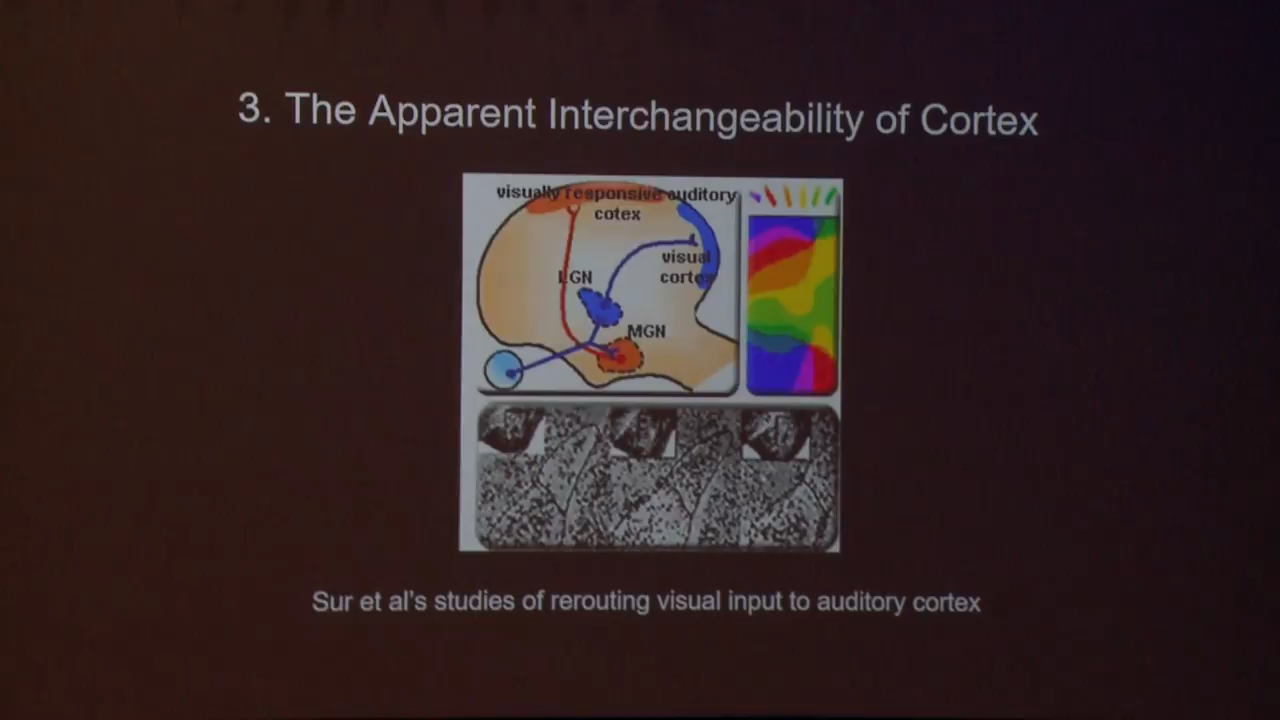 3. The Apparent Interchangeability of Cortex
visually responsive auditory
cotex
visual
cortex
LGN
MGN
Sur et al's studies of rerouting visual input to auditory cortex